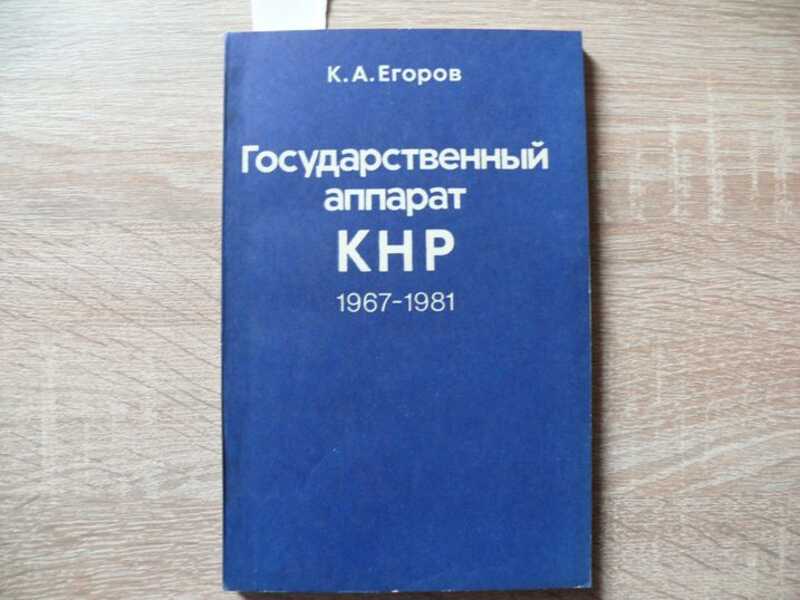 К. А. Егоров
Государственный
аппарат
КНР
1967-1981